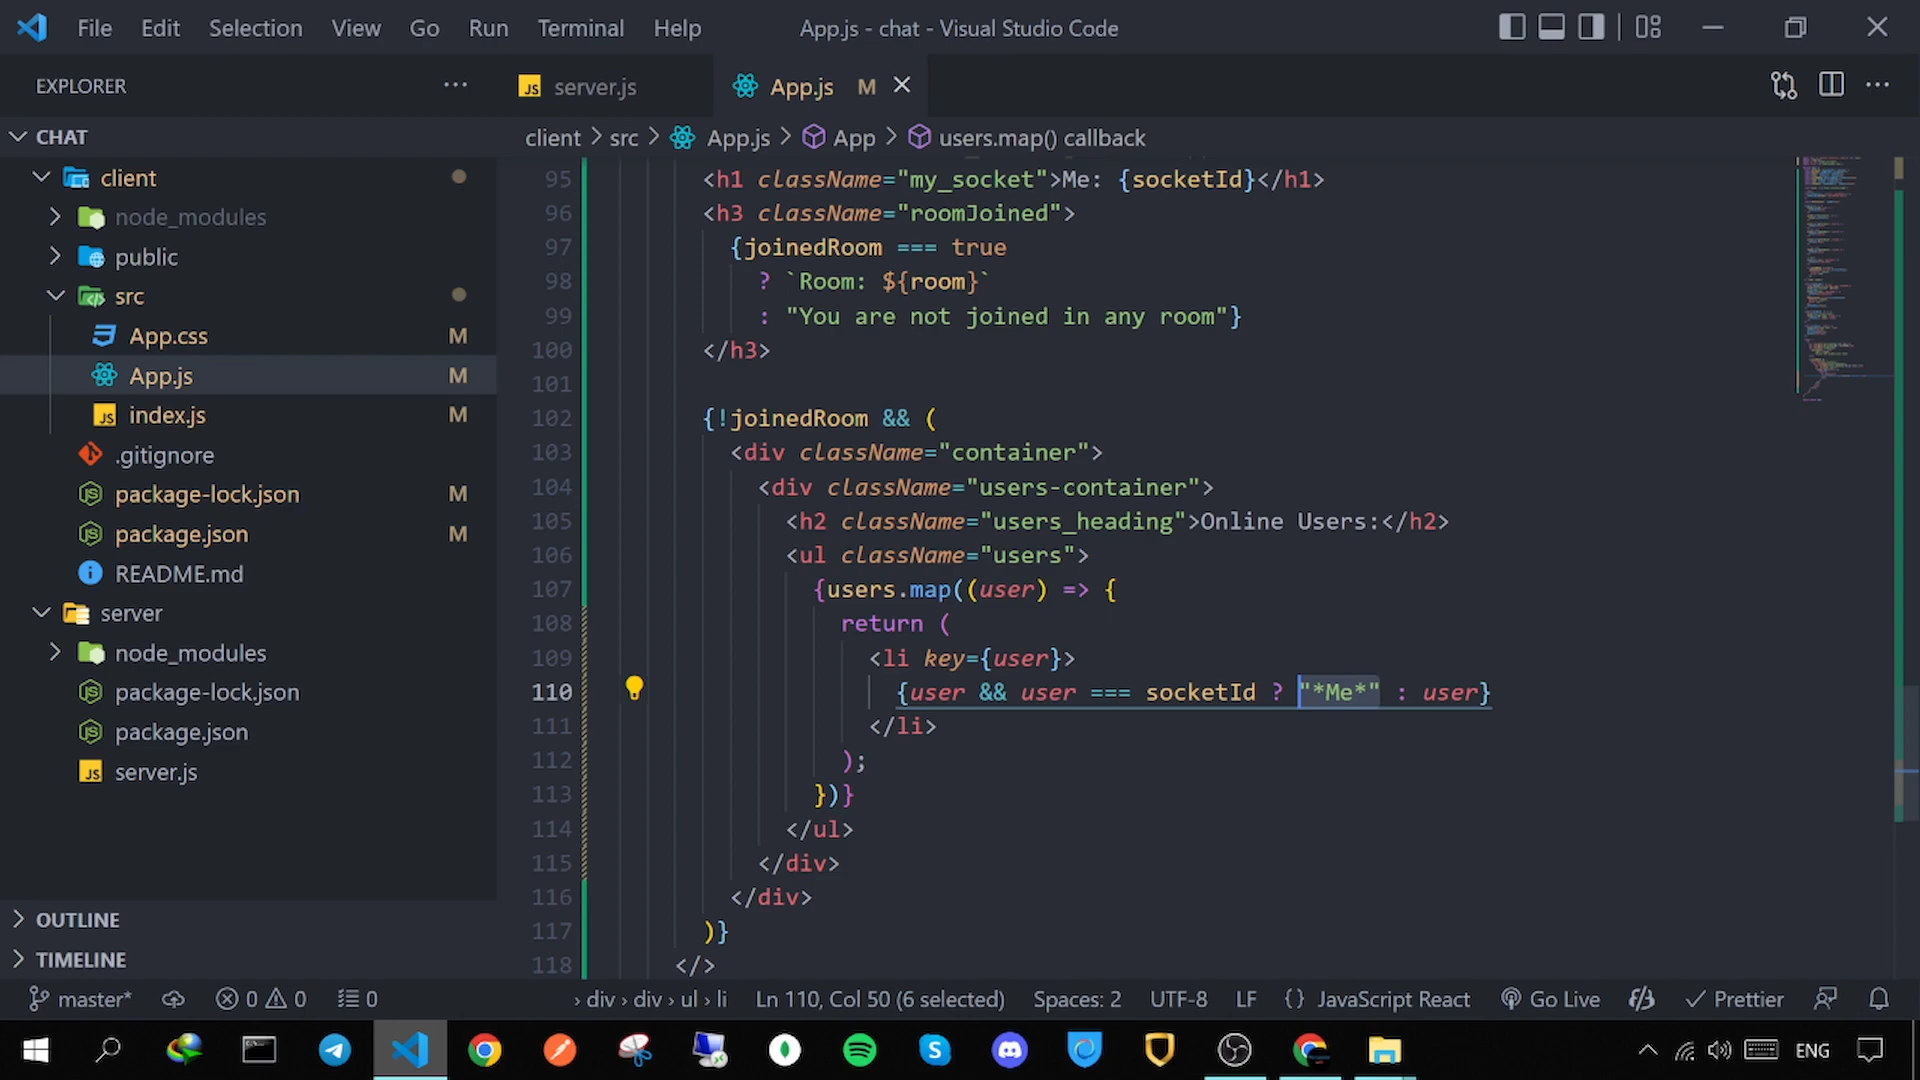 File Edit Selection View Go Run Terminal Help
App.js - chat - Visual Studio Code
EXPLORER
JS server.js
App.js M
CHAT
client > src > App.js > App > users.map() callback
client
node_modules
public
src
App.css M
App.js M
JS index.js M
.gitignore
package-lock.json M
package.json M
README.md
server
node_modules
package-lock.json
package.json
JS server.js
OUTLINE
TIMELINE
95 <h1 className="my_socket">Me: {socketId}</h1>
96 <h3 className="roomJoined">
97 {joinedRoom === true
98 ? `Room: ${room}`
99 : "You are not joined in any room"}
100 </h3>
101
102 {!joinedRoom && (
103 <div className="container">
104 <div className="users-container">
105 <h2 className="users_heading">Online Users:</h2>
106 <ul className="users">
107 {users.map((user) => {
108 return (
109 <li key={user}>
110 {user && user === socketId ? "*Me*" : user}
111 </li>
112 );
113 })}
114 </ul>
115 </div>
116 </div>
117 )}
118 </>
master* 0 0 0 › div › div › ul › li Ln 110, Col 50 (6 selected) Spaces: 2 UTF-8 LF {} JavaScript React Go Live Prettier
ENG